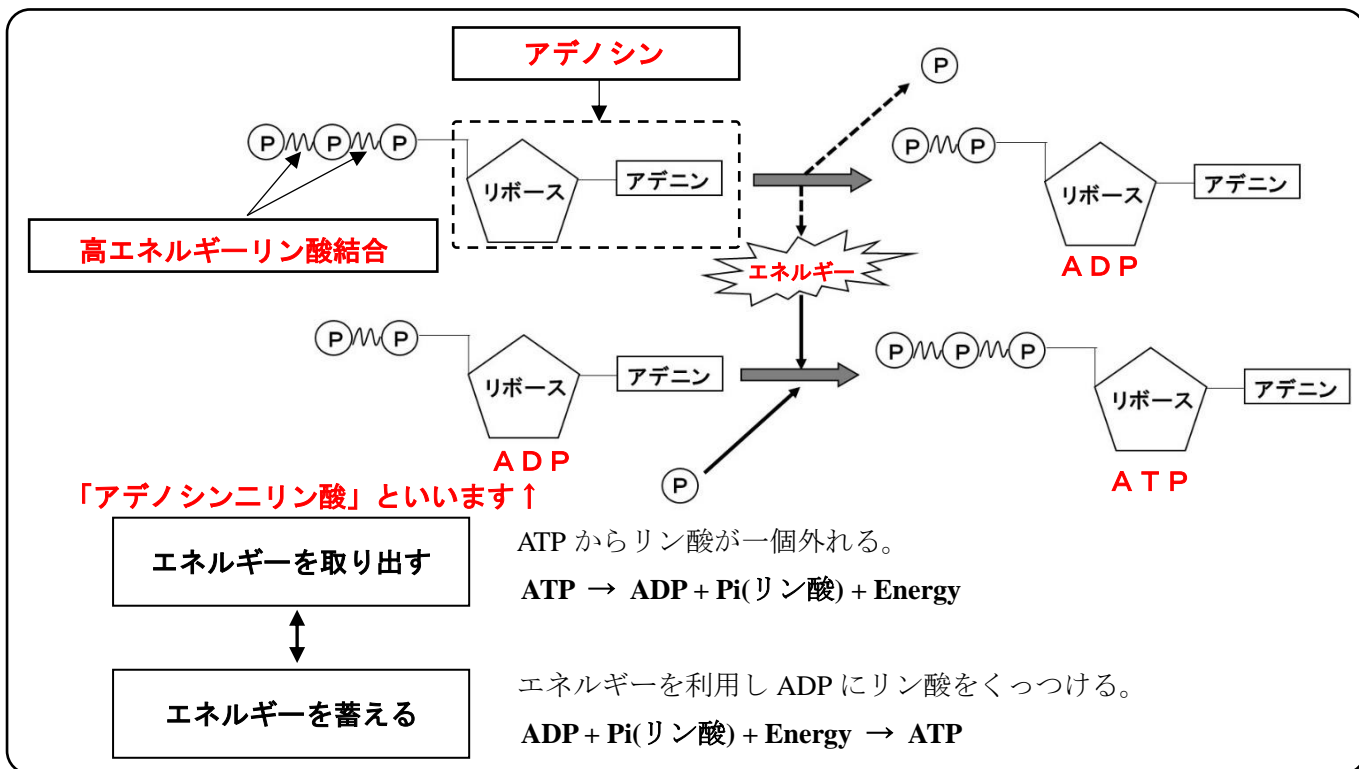 アデノシン
Ⓟ
Ⓟ Ⓟ Ⓟ
リボース
アデニン
Ⓟ Ⓟ
リボース
アデニン
高エネルギーリン酸結合
エネルギー
ADP
Ⓟ Ⓟ
リボース
アデニン
Ⓟ Ⓟ Ⓟ
リボース
アデニン
ADP
Ⓟ
ATP
「アデノシン二リン酸」といいます↑
エネルギーを取り出す
ATP からリン酸が一個外れる。
ATP → ADP + Pi(リン酸) + Energy
エネルギーを蓄える
エネルギーを利用し ADP にリン酸をくっつける。
ADP + Pi(リン酸) + Energy → ATP